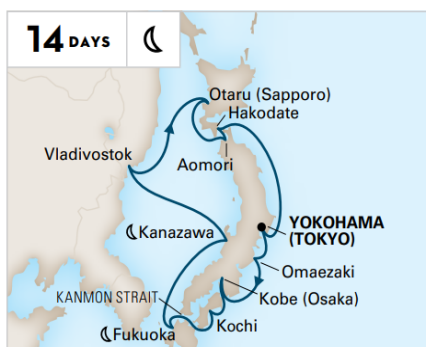 14 DAYS
Otaru (Sapporo)
Hakodate
Vladivostok
Aomori
YOKOHAMA
(TOKYO)
Kanazawa
Omaezaki
KANMON STRAIT
Kobe (Osaka)
Kochi
Fukuoka